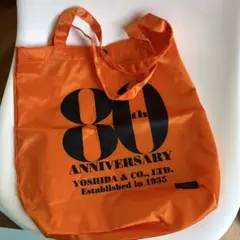 80th
ANNIVERSARY
YOSHIDA & CO., LTD.
Established in 1935